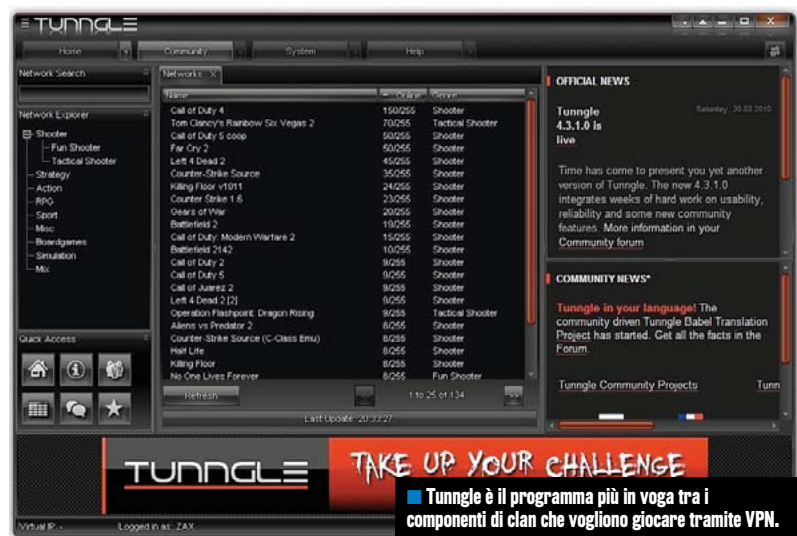 TUNNGLE
Home Community System Help
Network Search
Network Explorer
Shooter
Fun Shooter
Tactical Shooter
Strategy
Action
RPG
Sport
Misc
Boardgames
Simulation
Mix
Quick Access
Networks X
Name Online Genre
Call of Duty 4 150/255 Shooter
Tom Clancy's Rainbow Six Vegas 2 70/255 Tactical Shooter
Call of Duty 5 coop 50/255 Shooter
Far Cry 2 50/255 Shooter
Left 4 Dead 2 45/255 Shooter
Counter-Strike Source 35/255 Shooter
Killing Floor v1011 24/255 Shooter
Counter Strike 1.6 23/255 Shooter
Gears of War 20/255 Shooter
Battlefield 2 19/255 Shooter
Call of Duty: Modern Warfare 2 15/255 Shooter
Battlefield 2142 10/255 Shooter
Call of Duty 2 9/255 Shooter
Call of Duty 5 9/255 Shooter
Call of Juarez 2 9/255 Shooter
Left 4 Dead 2 [2] 9/255 Shooter
Operation Flashpoint: Dragon Rising 9/255 Tactical Shooter
Aliens vs Predator 2 8/255 Shooter
Counter-Strike Source (C-Class Emu) 8/255 Shooter
Half Life 8/255 Shooter
Killing Floor 8/255 Shooter
No One Lives Forever 8/255 Fun Shooter
Refresh << 1 to 25 of 134 >>
Last Update: 20:33:27
OFFICIAL NEWS
Tunngle Saturday, 20.03.2010
4.3.1.0 is
live
Time has come to present you yet another
version of Tunngle. The new 4.3.1.0
integrates weeks of hard work on usability,
reliability and some new community
features. More information in your
Community forum
COMMUNITY NEWS*
Tunngle in your language! The
community driven Tunngle Babel Translation
Project has started. Get all the facts in the
Forum.
Tunngle Community Projects Tunn
TUNNGLE TAKE UP YOUR CHALLENGE
Virtual IP: - Logged in as: ZAX
Tunngle è il programma più in voga tra i
componenti di clan che vogliono giocare tramite VPN.